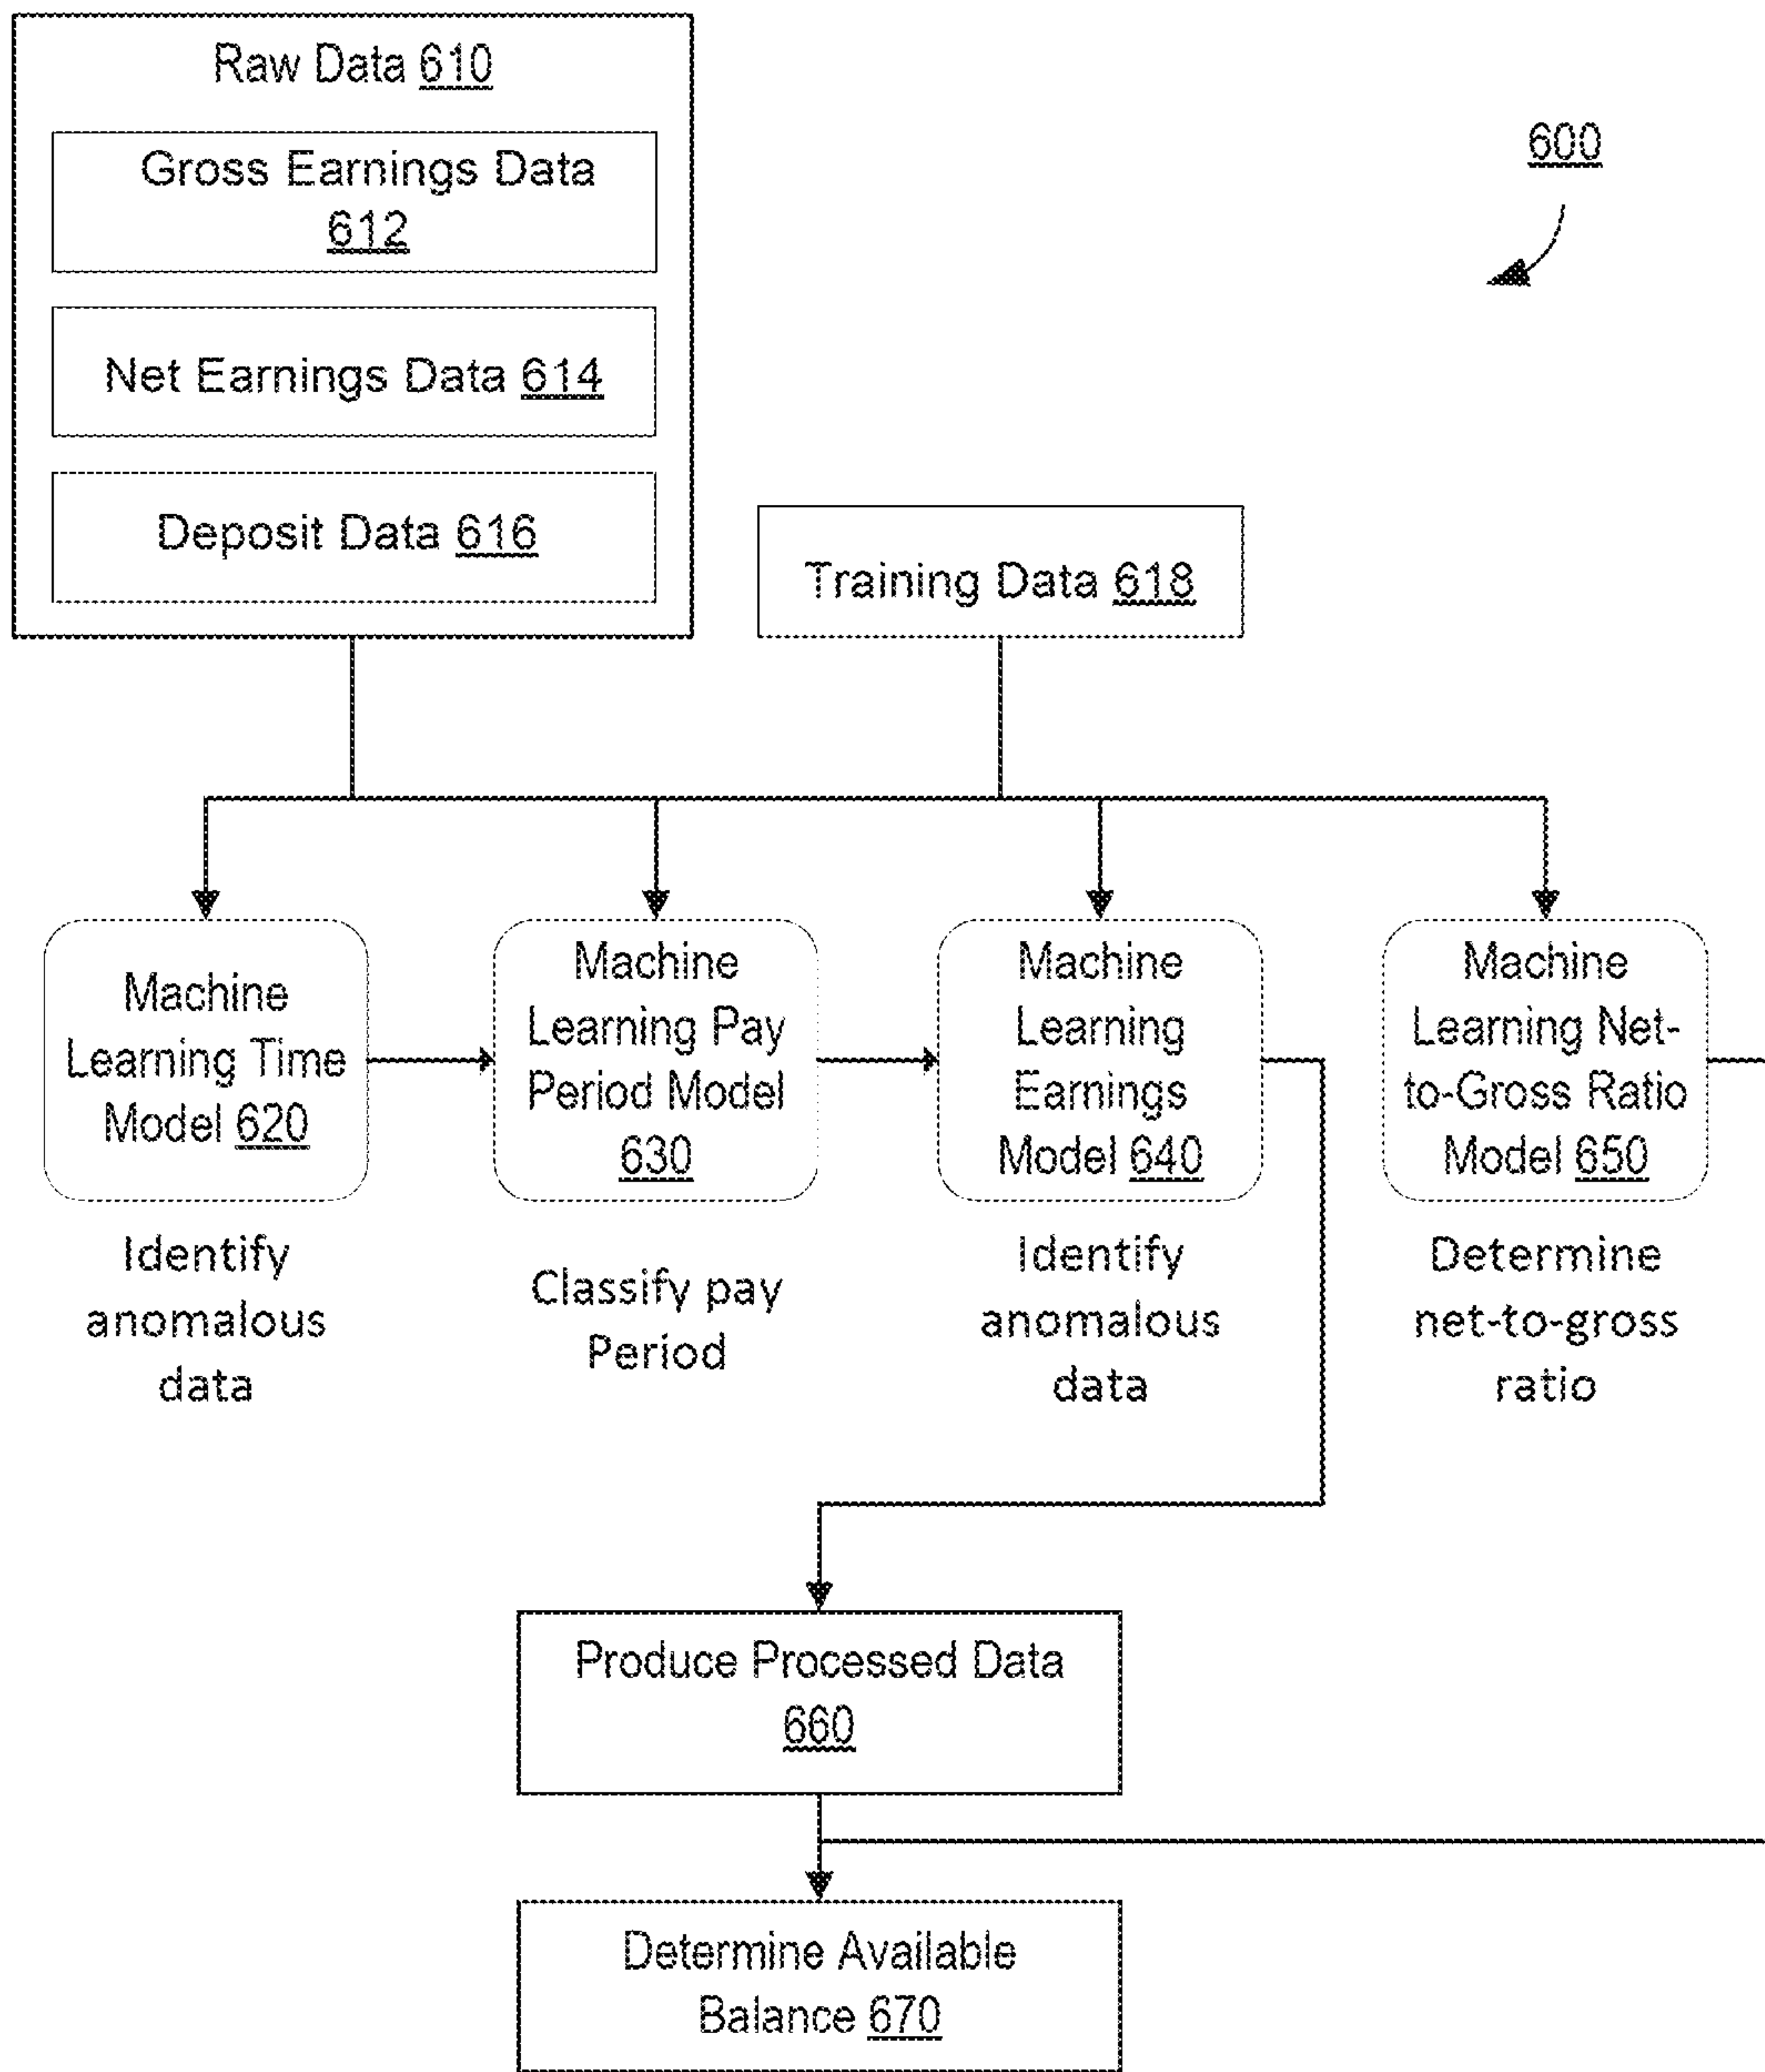 Raw Data 610
Gross Earnings Data
612
Net Earnings Data 614
Deposit Data 616
600
Training Data 618
Machine
Learning Time
Model 620
Machine
Learning Pay
Period Model
630
Machine
Learning
Earnings
Model 640
Machine
Learning Net-
to-Gross Ratio
Model 650
Identify
anomalous
data
Classify pay
Period
Identify
anomalous
data
Determine
net-to-gross
ratio
Produce Processed Data
660
Determine Available
Balance 670